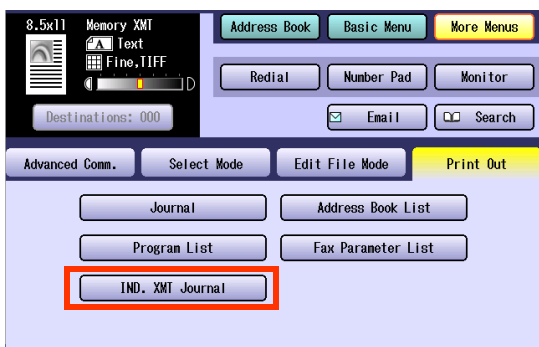 8.5x11 Memory XMT
A Text
Fine,TIFF
D
Destinations: 000
Address Book
Basic Menu
More Menus
Redial
Number Pad
Monitor
Email
Search
Advanced Comm.
Select Mode
Edit File Mode
Print Out
Journal
Address Book List
Program List
Fax Parameter List
IND. XMT Journal